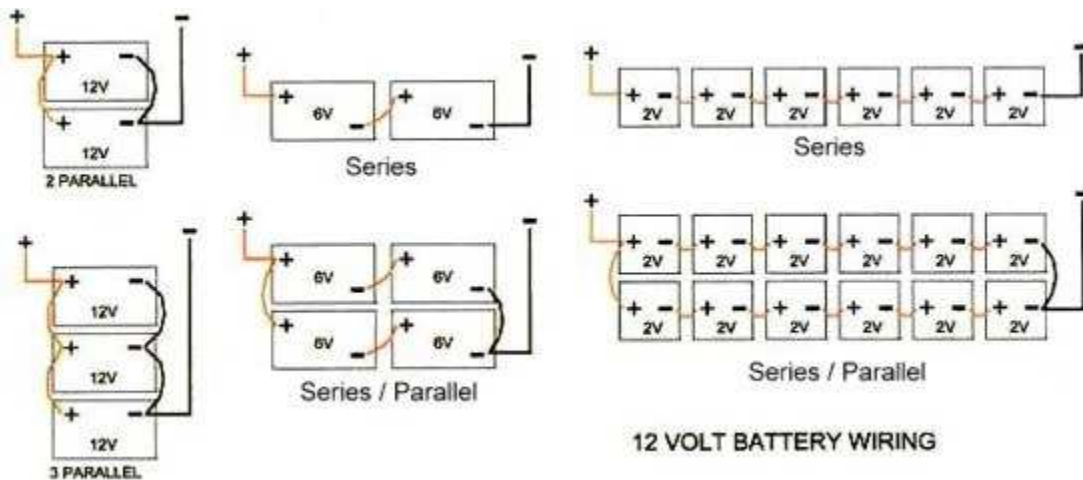 + -
+ -
12V
+ -
12V
2 PARALLEL
+ -
+ +
6V 6V
- -
Series
+ -
+ - + - + - + - + - + -
2V 2V 2V 2V 2V 2V
Series
+ -
+ -
12V
+ -
12V
+ -
12V
3 PARALLEL
+ -
+ +
6V 6V
- -
+ +
6V 6V
- -
Series / Parallel
+ -
+ - + - + - + - + - + -
2V 2V 2V 2V 2V 2V
+ - + - + - + - + - + -
2V 2V 2V 2V 2V 2V
Series / Parallel
12 VOLT BATTERY WIRING